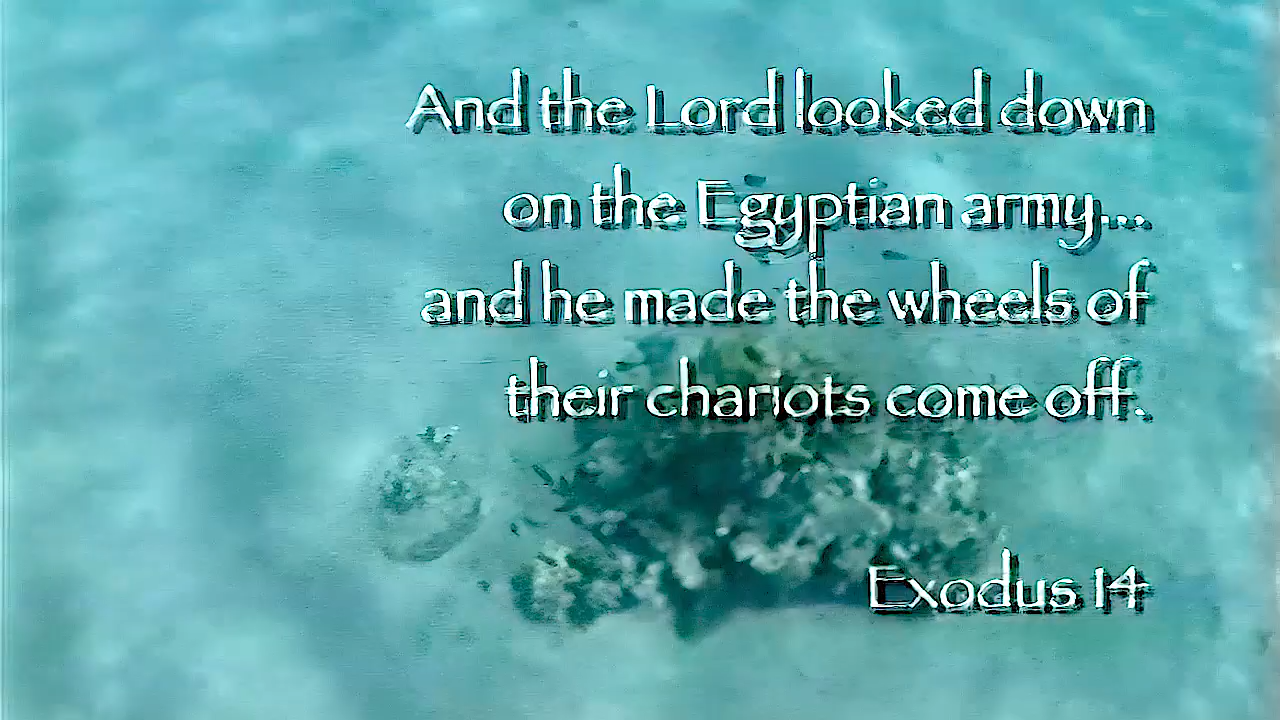 And the Lord looked down
on the Egyptian army...
and he made the wheels of
their chariots come off.
Exodus 14